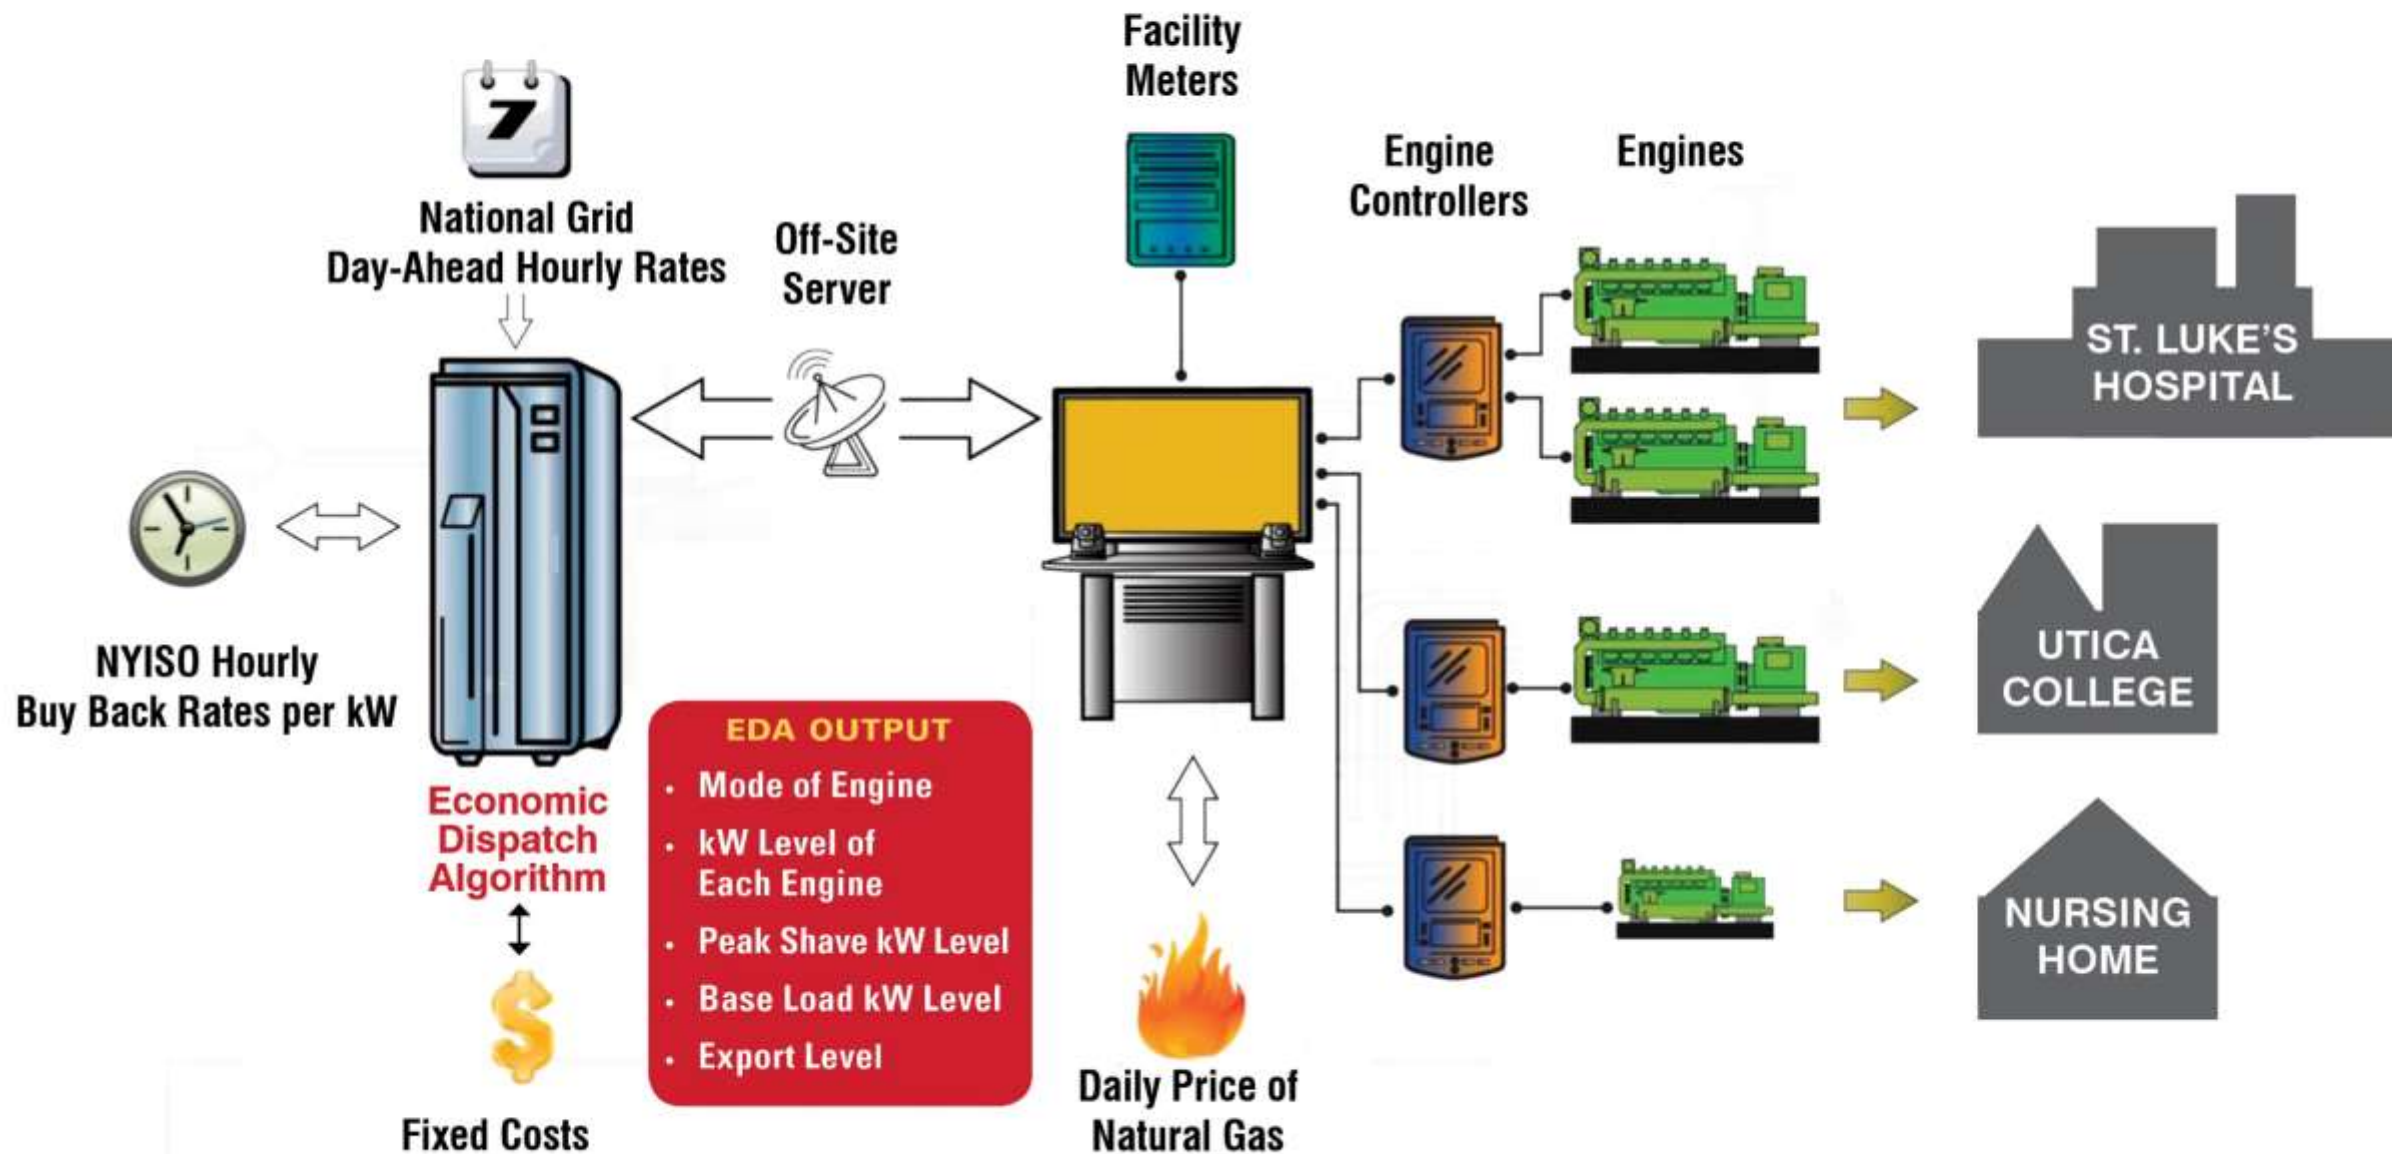 7
National Grid
Day-Ahead Hourly Rates
Off-Site
Server
Facility
Meters
Engine
Controllers
Engines
ST. LUKE'S
HOSPITAL
NYISO Hourly
Buy Back Rates per kW
Economic
Dispatch
Algorithm
Fixed Costs
EDA OUTPUT
• Mode of Engine
• kW Level of
Each Engine
• Peak Shave kW Level
• Base Load kW Level
• Export Level
Daily Price of
Natural Gas
UTICA
COLLEGE
NURSING
HOME